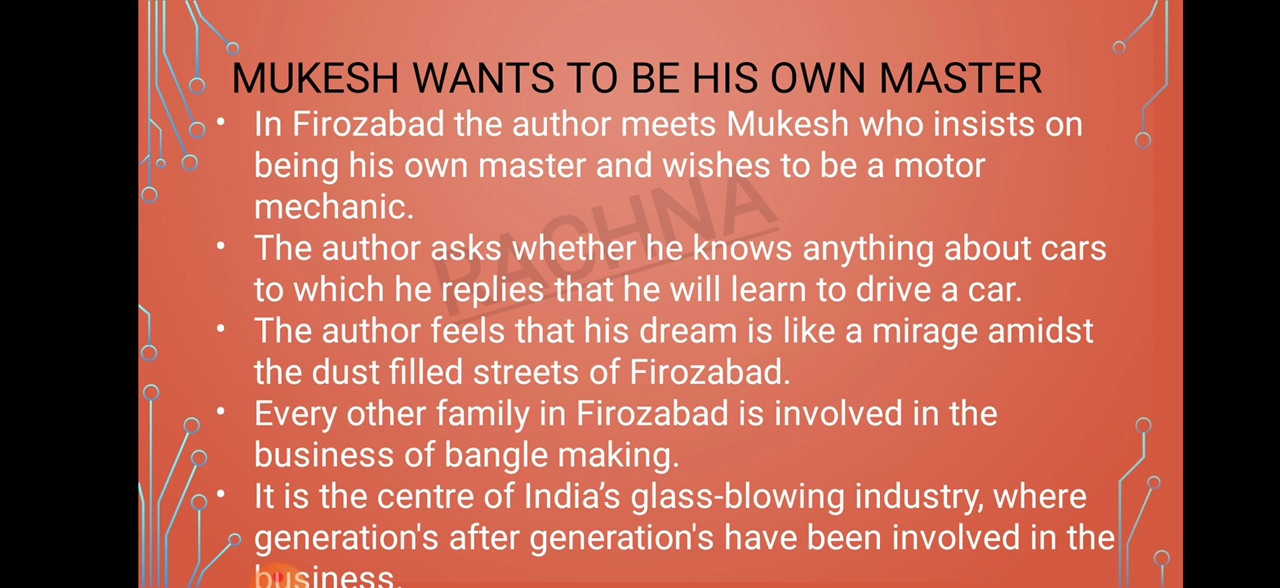 MUKESH WANTS TO BE HIS OWN MASTER
• In Firozabad the author meets Mukesh who insists on
being his own master and wishes to be a motor
mechanic.
• The author asks whether he knows anything about cars
to which he replies that he will learn to drive a car.
• The author feels that his dream is like a mirage amidst
the dust filled streets of Firozabad.
• Every other family in Firozabad is involved in the
business of bangle making.
• It is the centre of India’s glass-blowing industry, where
generation's after generation's have been involved in the
business.
RACHNA